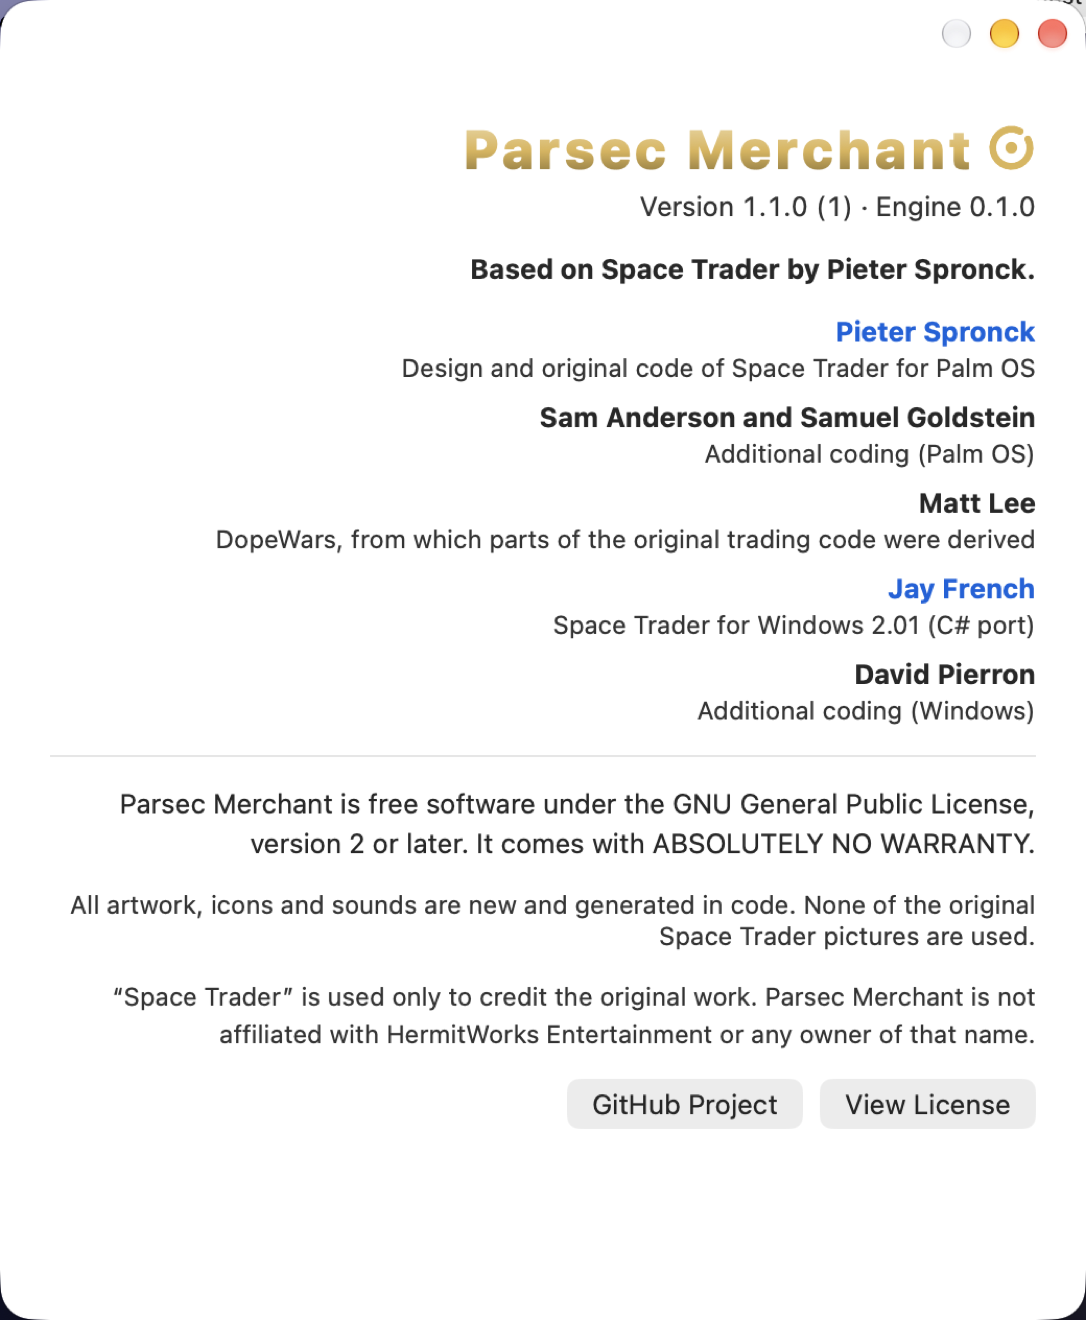 Parsec Merchant
Version 1.1.0 (1) · Engine 0.1.0
Based on Space Trader by Pieter Spronck.
Pieter Spronck
Design and original code of Space Trader for Palm OS
Sam Anderson and Samuel Goldstein
Additional coding (Palm OS)
Matt Lee
DopeWars, from which parts of the original trading code were derived
Jay French
Space Trader for Windows 2.01 (C# port)
David Pierron
Additional coding (Windows)
Parsec Merchant is free software under the GNU General Public License,
version 2 or later. It comes with ABSOLUTELY NO WARRANTY.
All artwork, icons and sounds are new and generated in code. None of the original
Space Trader pictures are used.
“Space Trader” is used only to credit the original work. Parsec Merchant is not
affiliated with HermitWorks Entertainment or any owner of that name.
GitHub Project
View License